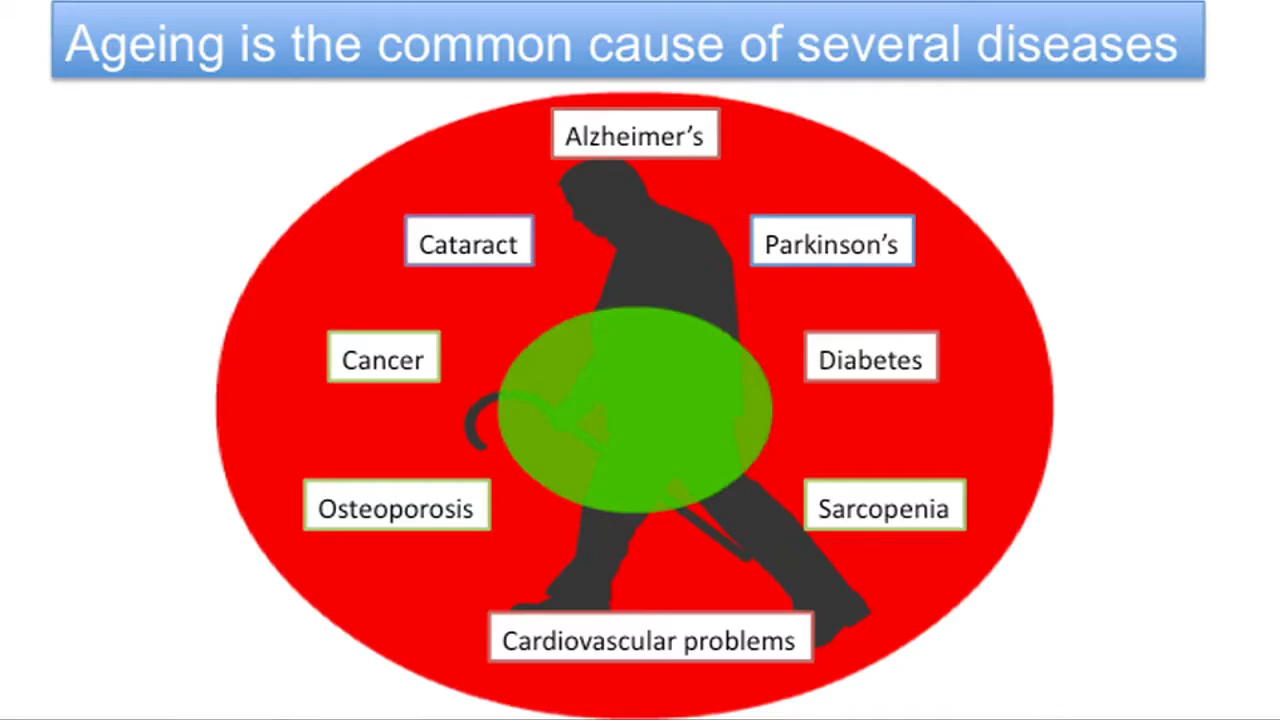 Ageing is the common cause of several diseases
Alzheimer’s
Cataract
Parkinson’s
Cancer
Diabetes
Osteoporosis
Sarcopenia
Cardiovascular problems